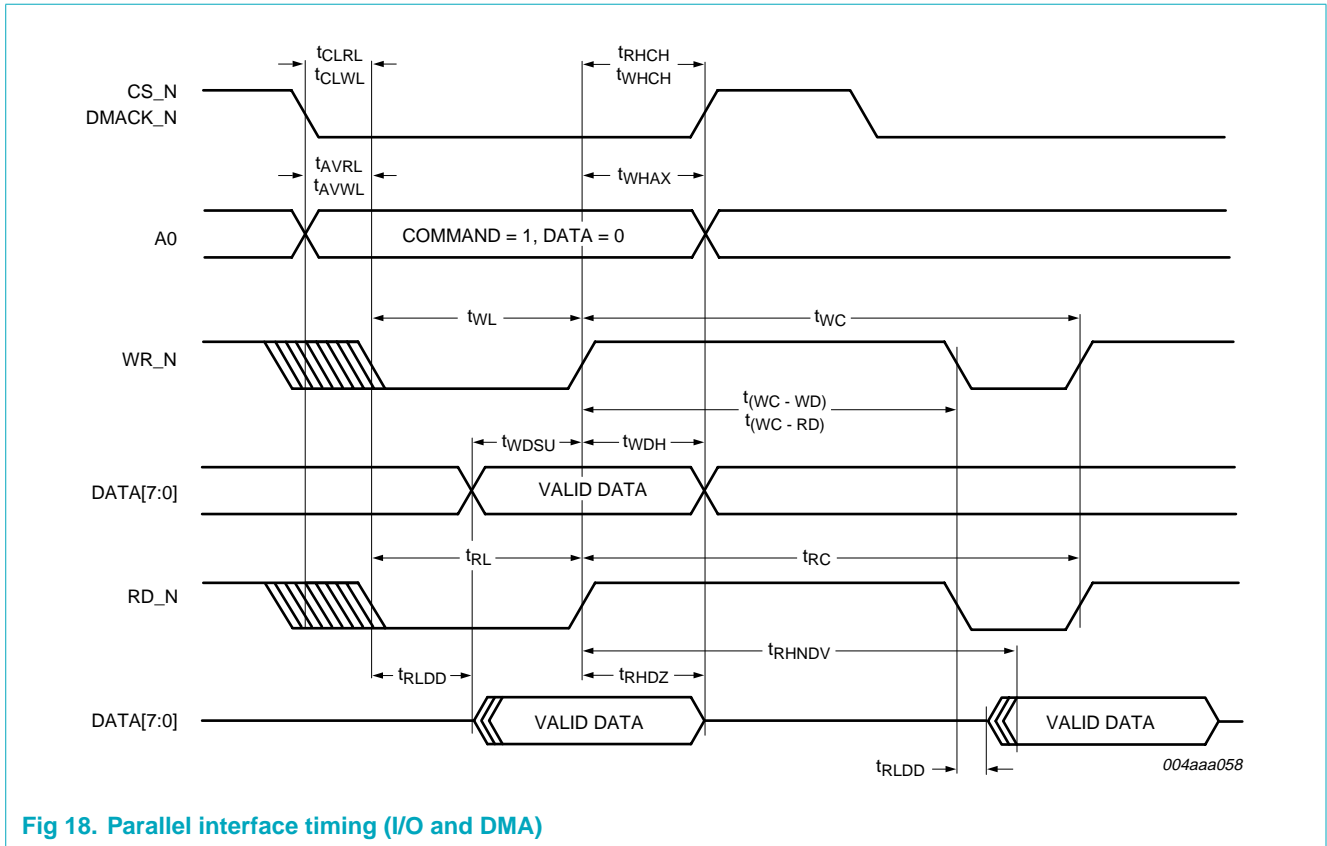 tCLRL
tCLWL
tRHCH
tWHCH
CS_N
DMACK_N
tAVRL
tAVWL
tWHAX
A0
COMMAND = 1, DATA = 0
tWL
tWC
WR_N
t(WC - WD)
t(WC - RD)
tWDSU
tWDH
DATA[7:0]
VALID DATA
tRL
tRC
RD_N
tRHNDV
tRLDD
tRHDZ
DATA[7:0]
VALID DATA
VALID DATA
tRLDD
004aaa058
Fig 18. Parallel interface timing (I/O and DMA)